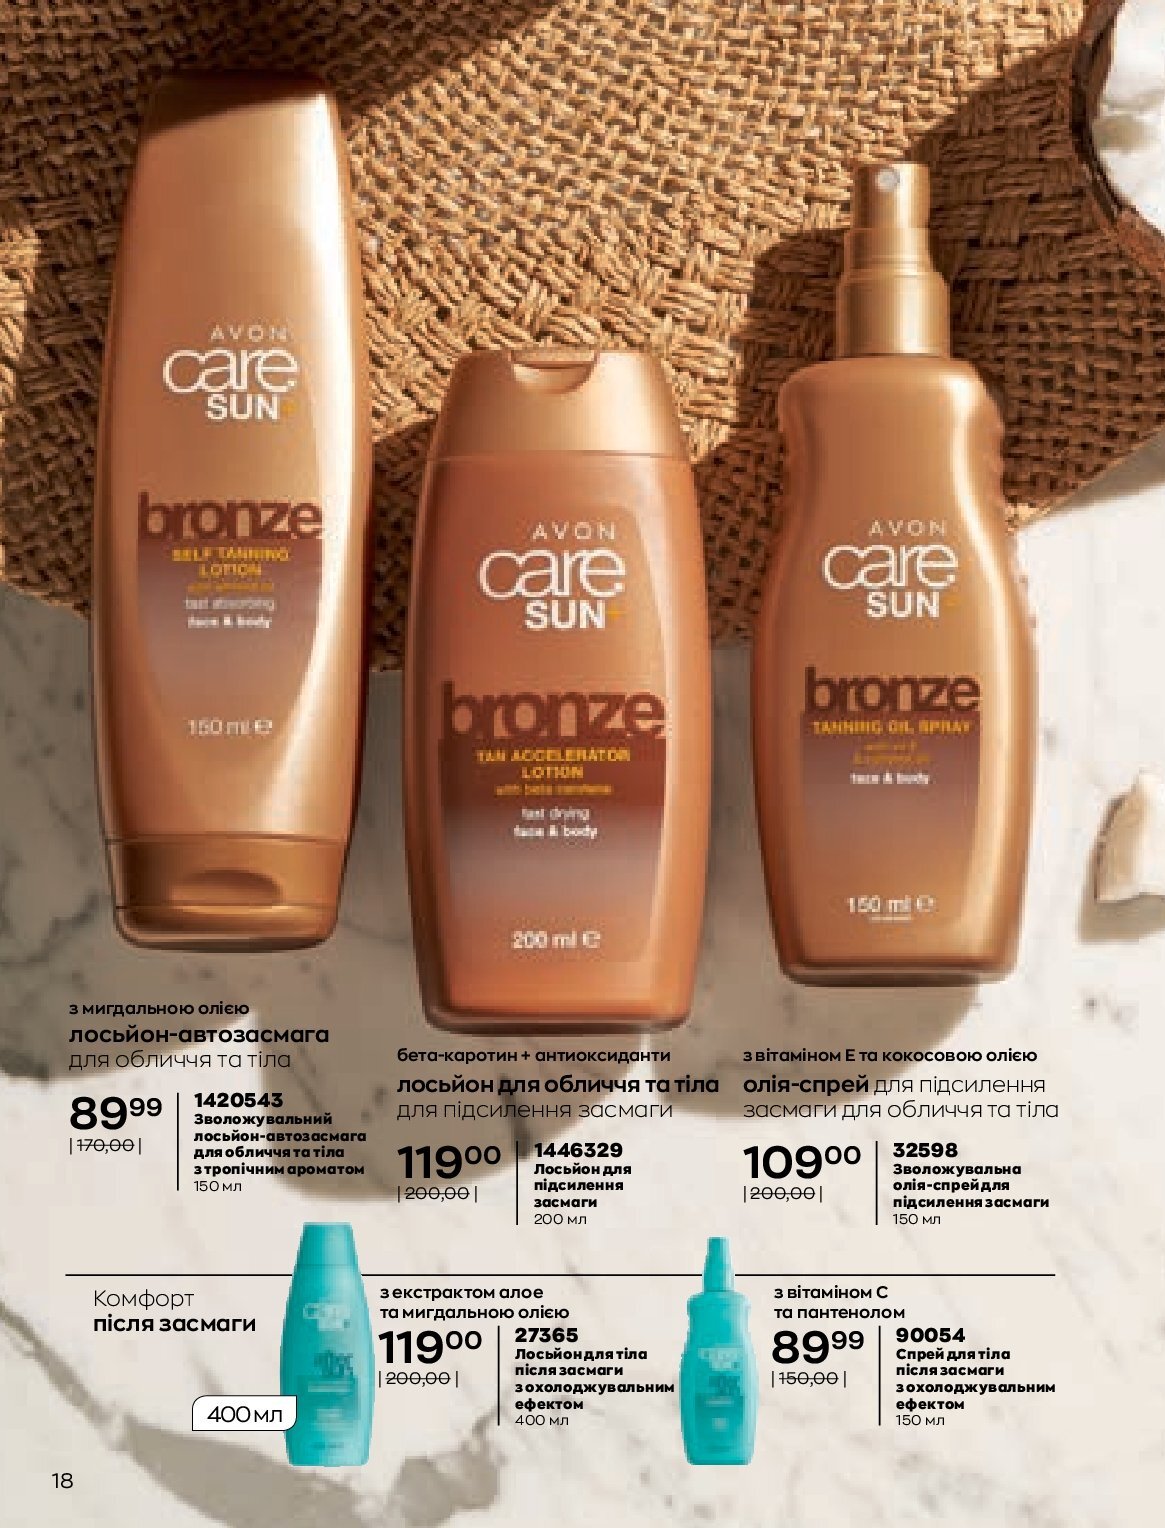 AVON
care
SUN+
bronze
SELF TANNING
LOTION
fast absorbing
face & body
150 ml e
AVON
care
SUN+
bronze
TAN ACCELERATOR
LOTION
with beta carotene
fast drying
face & body
200 ml e
AVON
care
SUN+
bronze
TANNING OIL SPRAY
face & body
150 ml e
з мигдальною олією
лосьйон-автозасмага
для обличчя та тіла
89 99
| 170,00 |
1420543
Зволожувальний
лосьйон-автозасмага
для обличчя та тіла
з тропічним ароматом
150 мл
бета-каротин + антиоксиданти
лосьйон для обличчя та тіла
для підсилення засмаги
119 00
| 200,00 |
1446329
Лосьйон для
підсилення
засмаги
200 мл
з вітаміном Е та кокосовою олією
олія-спрей для підсилення
засмаги для обличчя та тіла
109 00
| 200,00 |
32598
Зволожувальна
олія-спрей для
підсилення засмаги
150 мл
Комфорт
після засмаги
400 мл
з екстрактом алое
та мигдальною олією
119 00
| 200,00 |
27365
Лосьйон для тіла
після засмаги
з охолоджувальним
ефектом
400 мл
з вітаміном С
та пантенолом
89 99
| 150,00 |
90054
Спрей для тіла
після засмаги
з охолоджувальним
ефектом
150 мл
18